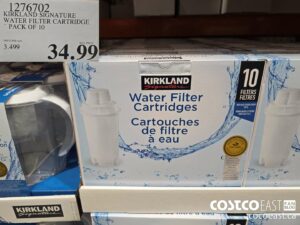 1276702
KIRKLAND SIGNATURE
WATER FILTER CARTRIDGE
PACK OF 10
3.499
34.99
KIRKLAND
Signature
10
FILTERS
FILTRES
Water Filter
Cartridges
Cartouches
de filtre
à eau
KIRKLAND
Signature
COSTCO EAST
cocoeast.ca